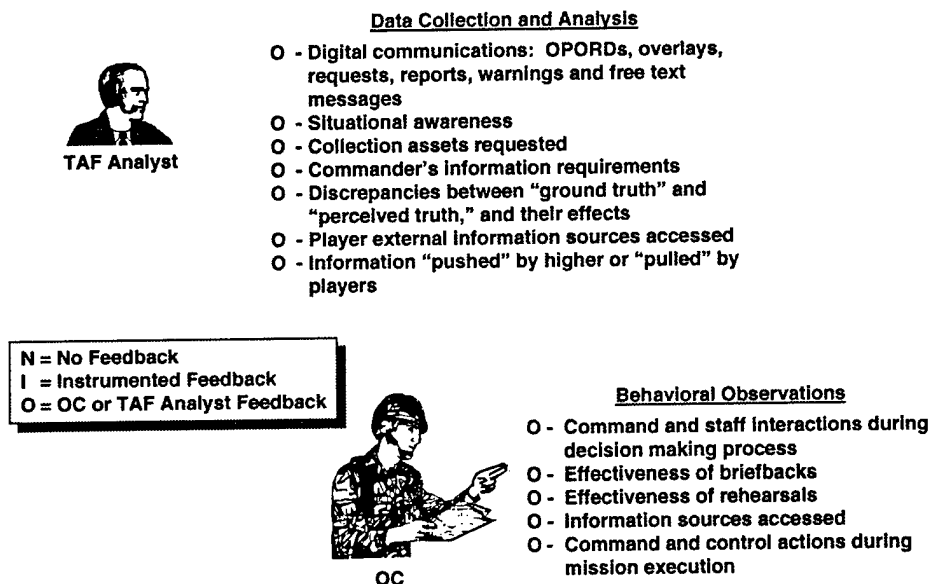 Data Collection and Analysis
O - Digital communications: OPORDs, overlays,
requests, reports, warnings and free text
messages
O - Situational awareness
O - Collection assets requested
O - Commander's information requirements
O - Discrepancies between "ground truth" and
"perceived truth," and their effects
O - Player external information sources accessed
O - Information "pushed" by higher or "pulled" by
players
TAF Analyst
N = No Feedback
I = Instrumented Feedback
O = OC or TAF Analyst Feedback
Behavioral Observations
O - Command and staff interactions during
decision making process
O - Effectiveness of briefbacks
O - Effectiveness of rehearsals
O - Information sources accessed
O - Command and control actions during
mission execution
OC